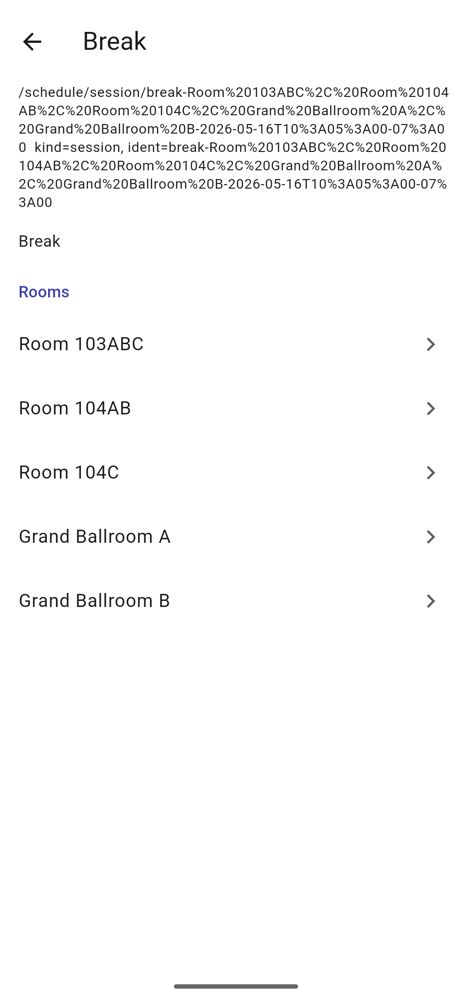 Break
/schedule/session/break-Room%20103ABC%2C%20Room%20104
AB%2C%20Room%20104C%2C%20Grand%20Ballroom%20A%2C%
20Grand%20Ballroom%20B-2026-05-16T10%3A05%3A00-07%3A0
0  kind=session, ident=break-Room%20103ABC%2C%20Room%20
104AB%2C%20Room%20104C%2C%20Grand%20Ballroom%20A%
2C%20Grand%20Ballroom%20B-2026-05-16T10%3A05%3A00-07%
3A00
Break
Rooms
Room 103ABC
Room 104AB
Room 104C
Grand Ballroom A
Grand Ballroom B